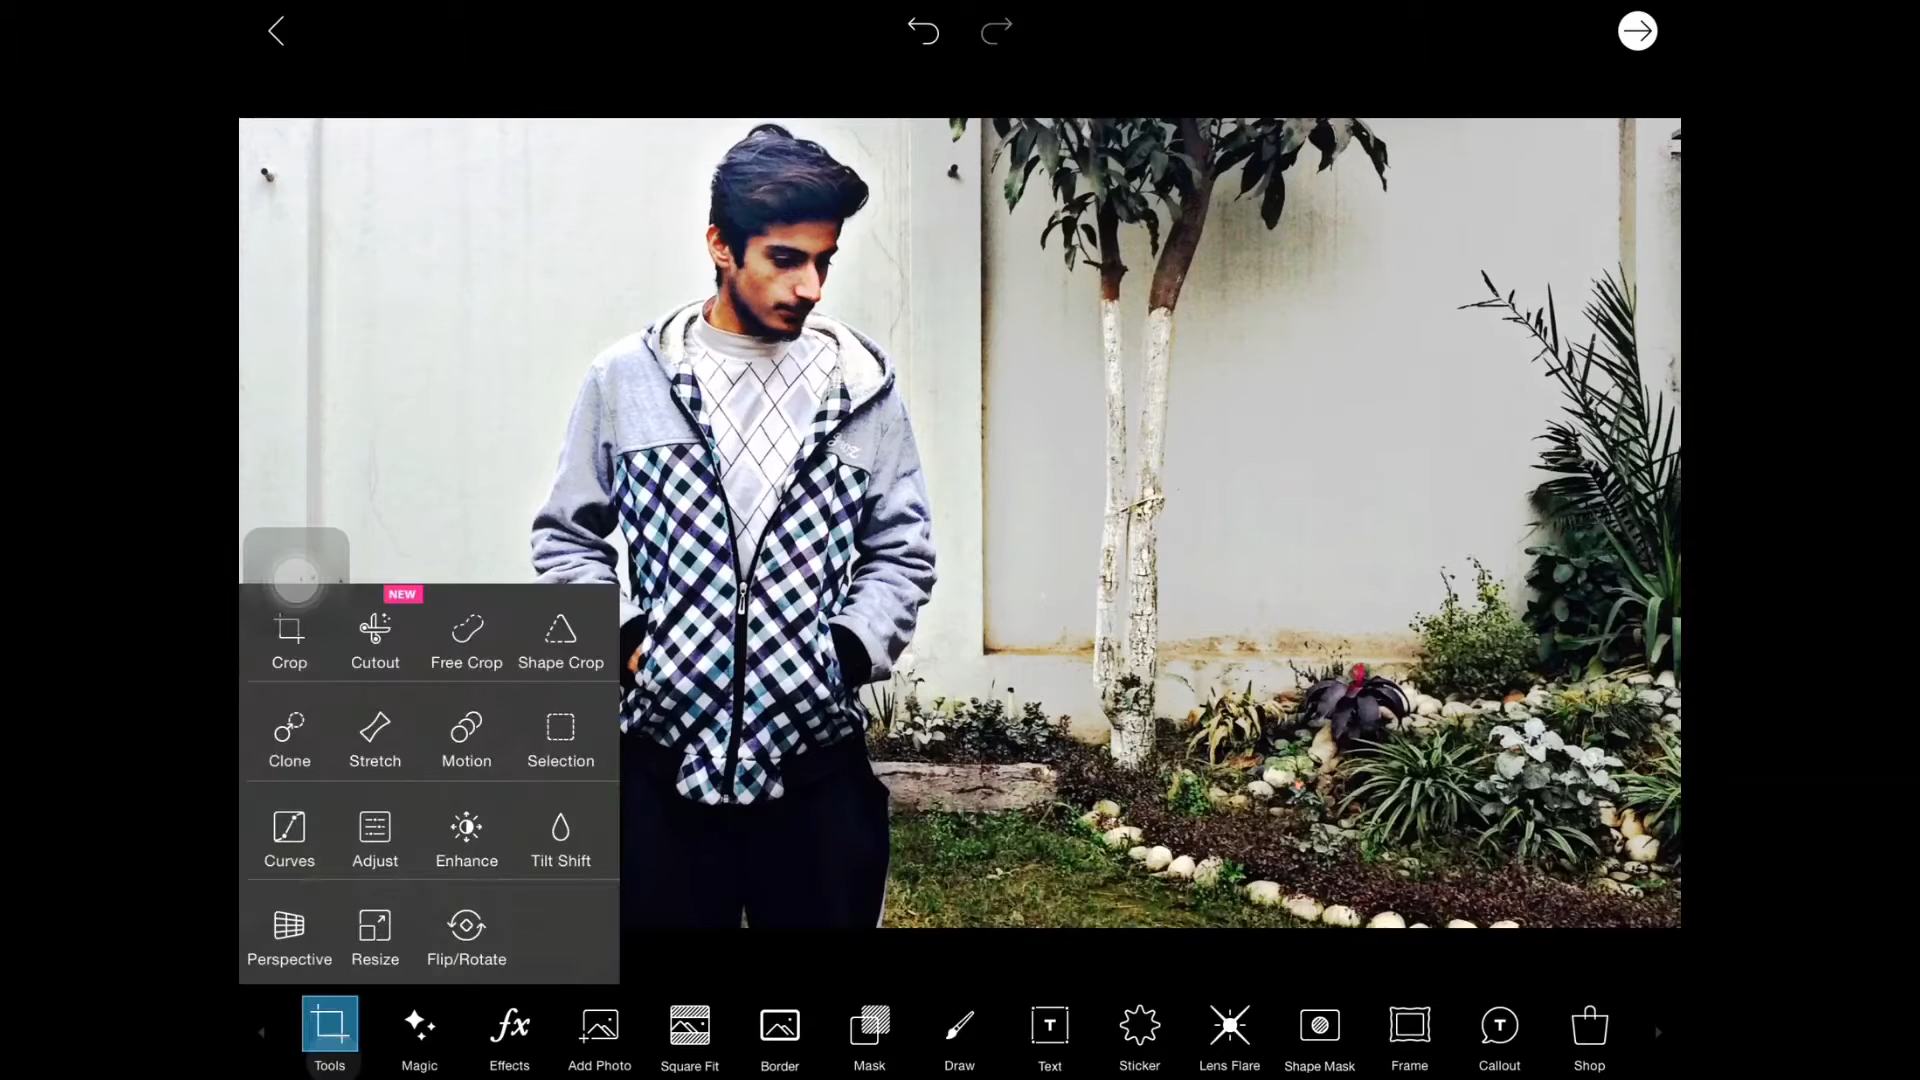 NEW
Crop Cutout Free Crop Shape Crop
Clone Stretch Motion Selection
Curves Adjust Enhance Tilt Shift
Perspective Resize Flip/Rotate
Tools Magic fx Effects Add Photo Square Fit Border Mask Draw T Text Sticker Lens Flare Shape Mask Frame T Callout Shop